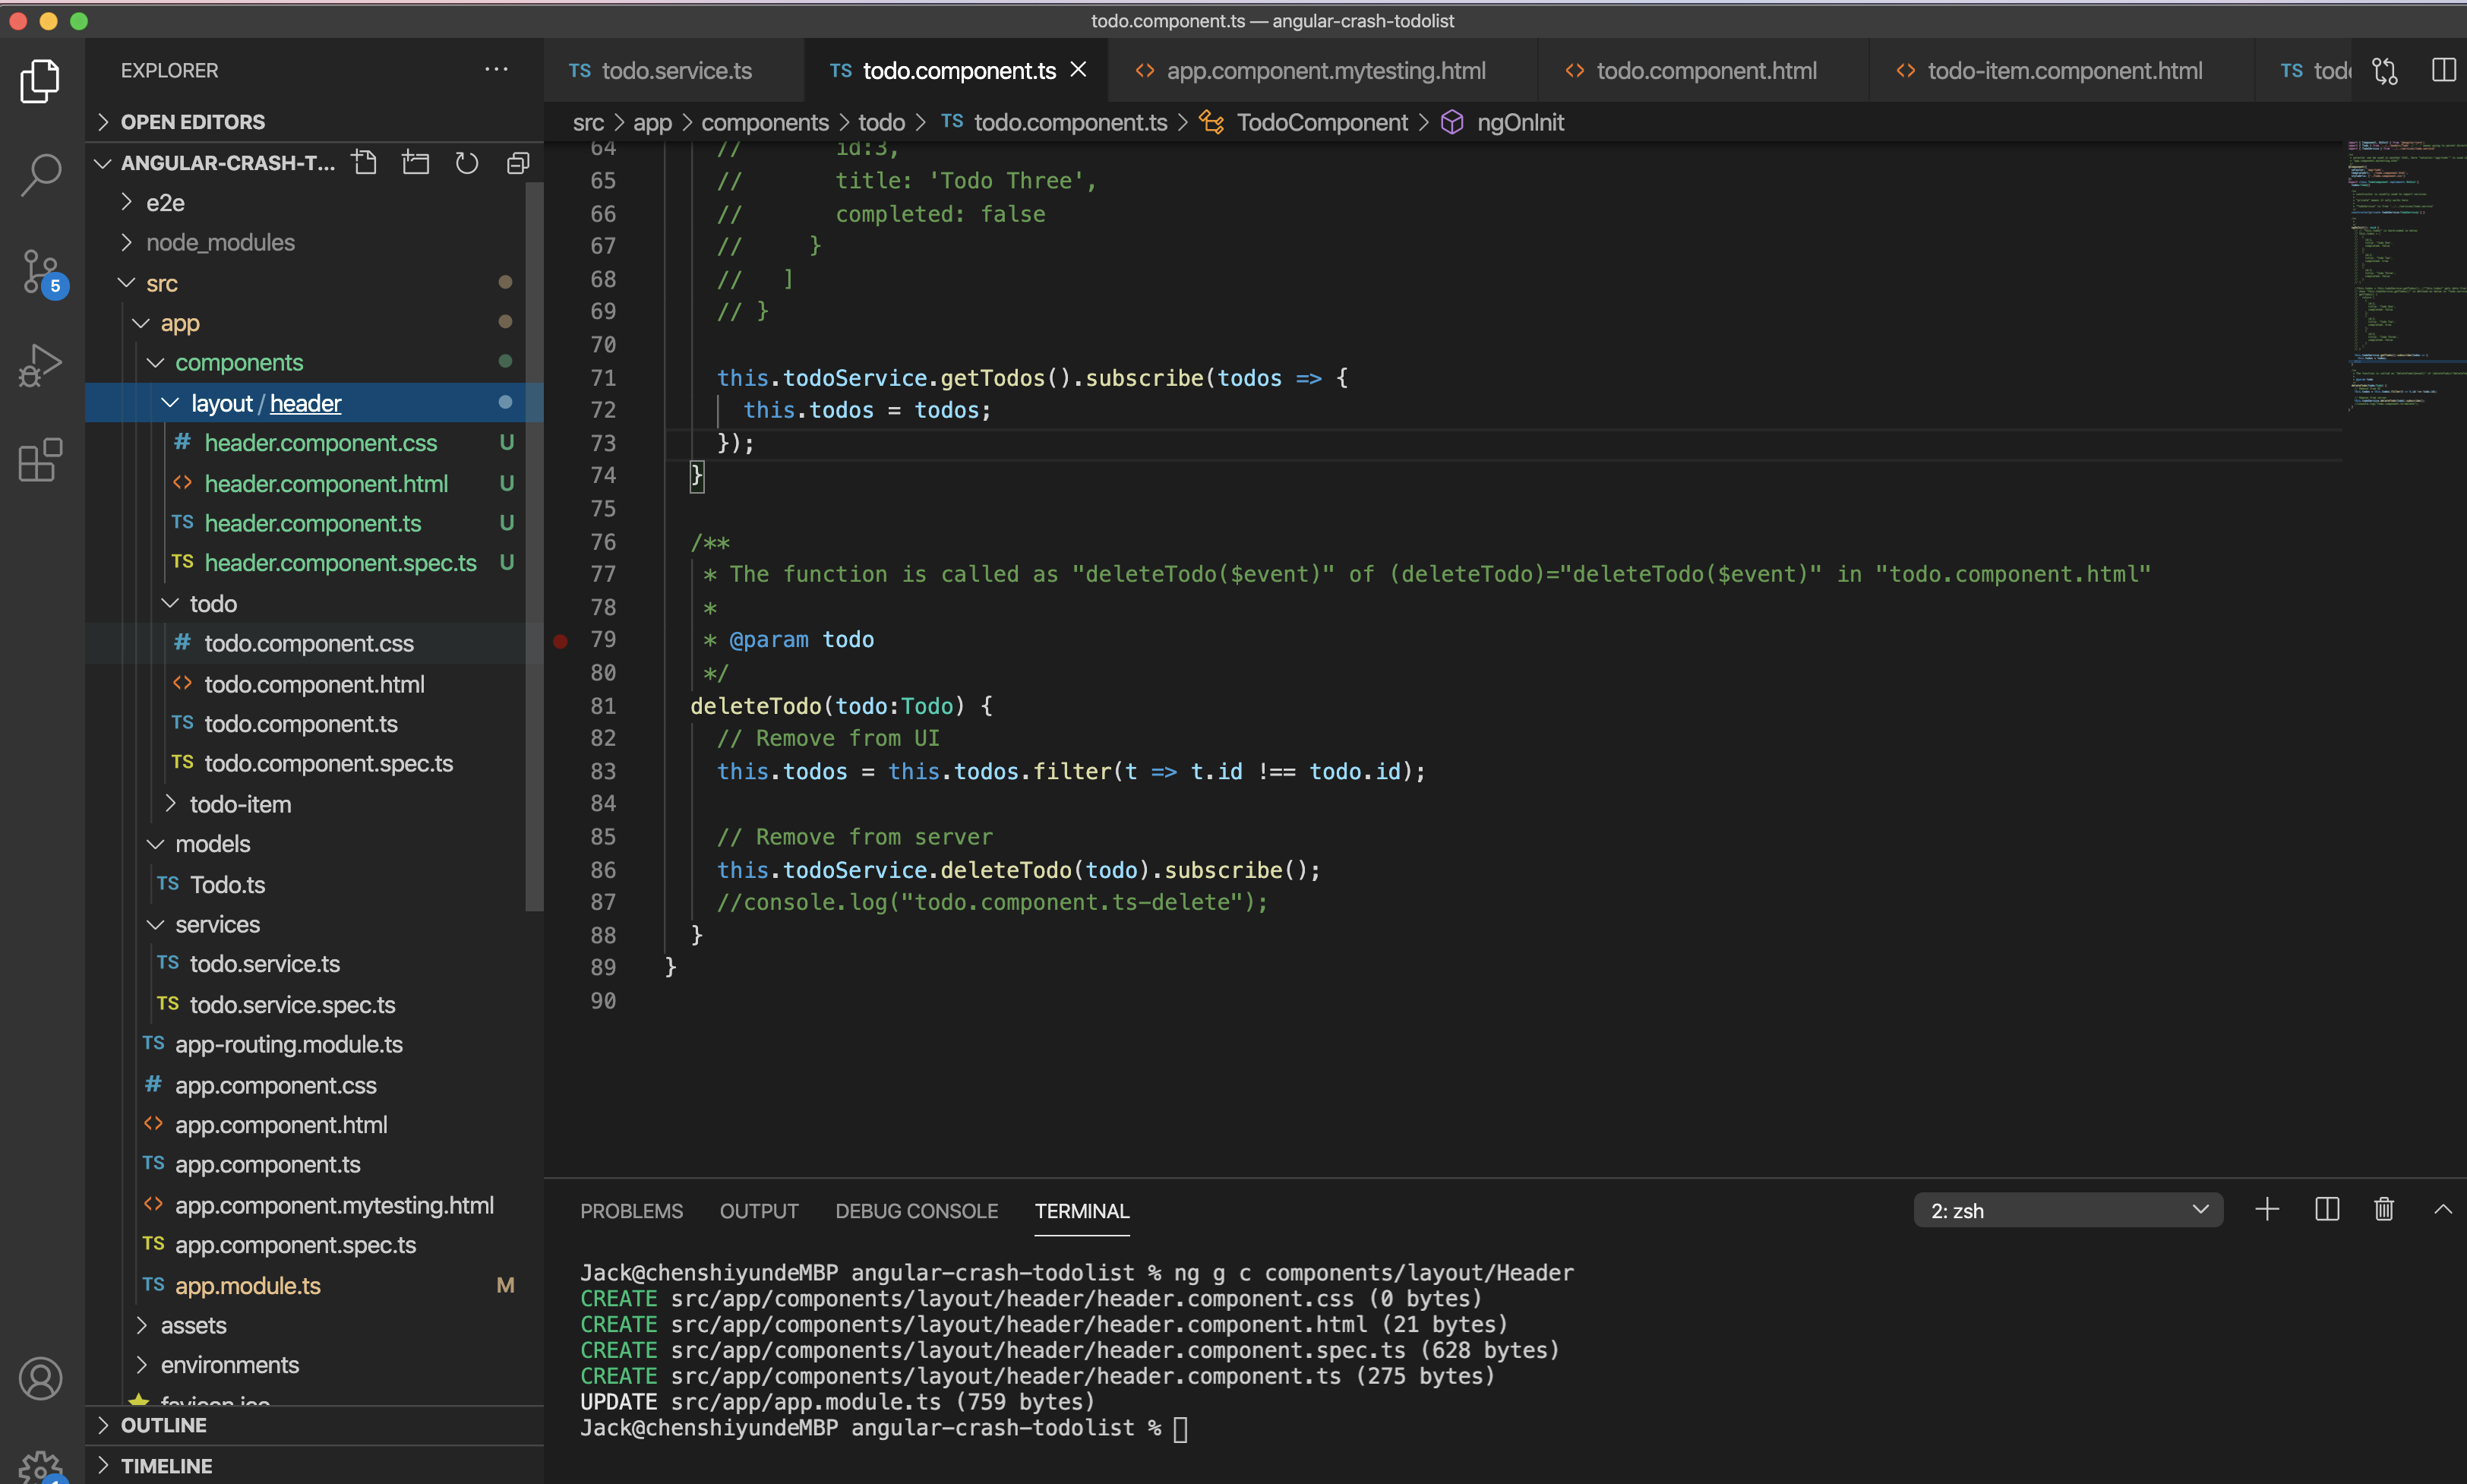 todo.component.ts — angular-crash-todolist
EXPLORER
OPEN EDITORS
ANGULAR-CRASH-T...
e2e
node_modules
src
app
components
layout / header
# header.component.css U
<> header.component.html U
TS header.component.ts U
TS header.component.spec.ts U
todo
# todo.component.css
<> todo.component.html
TS todo.component.ts
TS todo.component.spec.ts
todo-item
models
TS Todo.ts
services
TS todo.service.ts
TS todo.service.spec.ts
TS app-routing.module.ts
# app.component.css
<> app.component.html
TS app.component.ts
<> app.component.mytesting.html
TS app.component.spec.ts
TS app.module.ts M
assets
environments
favicon.ico
OUTLINE
TIMELINE
5
TS todo.service.ts
TS todo.component.ts
<> app.component.mytesting.html
<> todo.component.html
<> todo-item.component.html
TS
src > app > components > todo > TS todo.component.ts > TodoComponent > ngOnInit
64 // id:3,
65 // title: 'Todo Three',
66 // completed: false
67 // }
68 // ]
69 // }
70
71 this.todoService.getTodos().subscribe(todos => {
72 this.todos = todos;
73 });
74 }
75
76 /**
77 * The function is called as "deleteTodo($event)" of (deleteTodo)="deleteTodo($event)" in "todo.component.html"
78 *
79 * @param todo
80 */
81 deleteTodo(todo:Todo) {
82 // Remove from UI
83 this.todos = this.todos.filter(t => t.id !== todo.id);
84
85 // Remove from server
86 this.todoService.deleteTodo(todo).subscribe();
87 //console.log("todo.component.ts-delete");
88 }
89 }
90
PROBLEMS OUTPUT DEBUG CONSOLE TERMINAL
2: zsh
Jack@chenshiyundeMBP angular-crash-todolist % ng g c components/layout/Header
CREATE src/app/components/layout/header/header.component.css (0 bytes)
CREATE src/app/components/layout/header/header.component.html (21 bytes)
CREATE src/app/components/layout/header/header.component.spec.ts (628 bytes)
CREATE src/app/components/layout/header/header.component.ts (275 bytes)
UPDATE src/app/app.module.ts (759 bytes)
Jack@chenshiyundeMBP angular-crash-todolist %